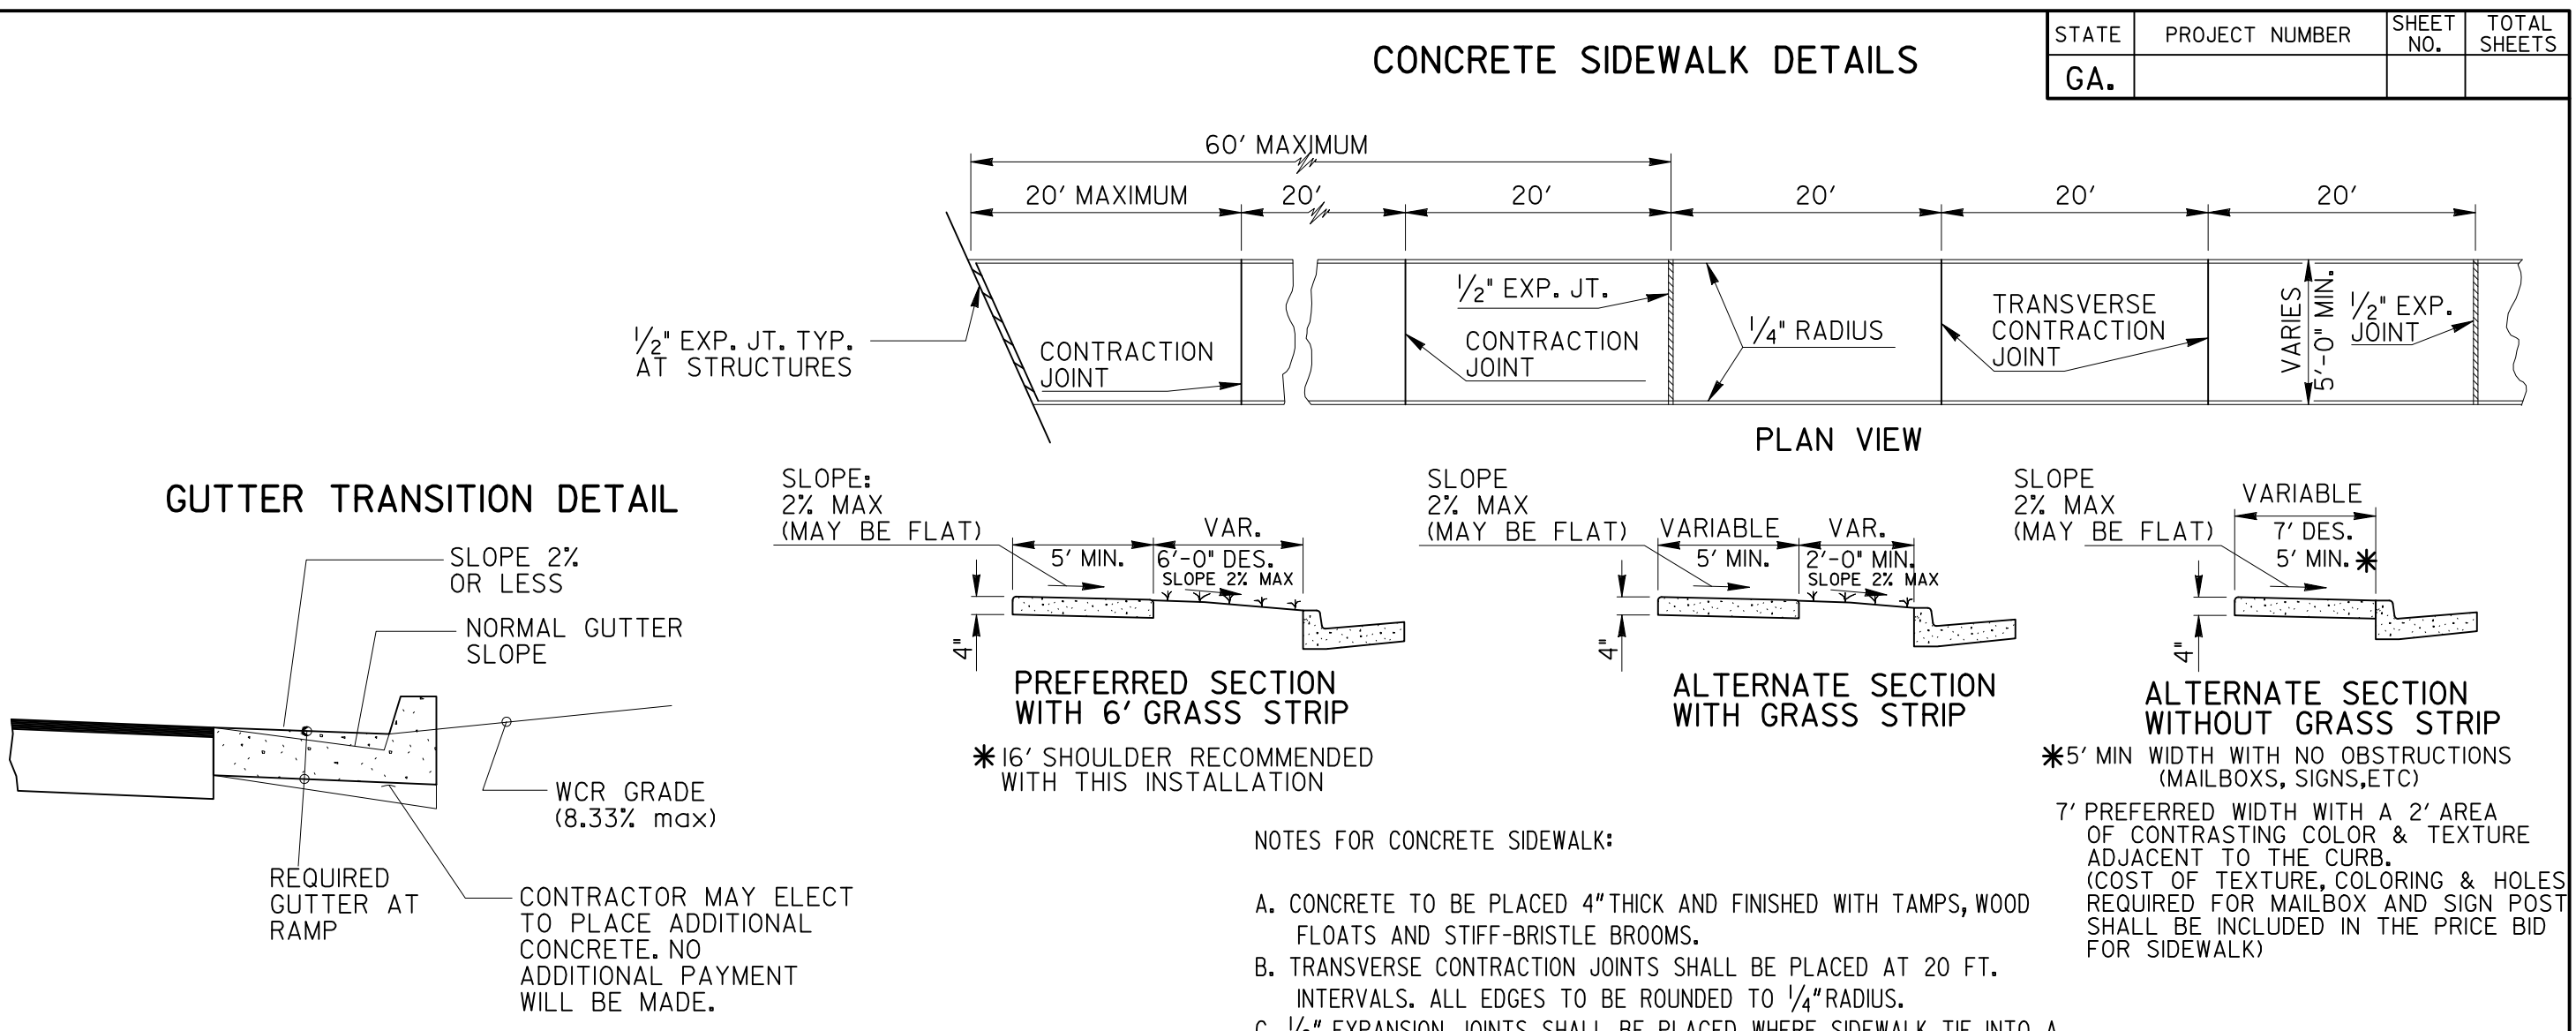 CONCRETE SIDEWALK DETAILS
STATE
PROJECT NUMBER
SHEET
NO.
TOTAL
SHEETS
GA.
60' MAXIMUM
20' MAXIMUM
20'
20'
20'
20'
20'
1/2" EXP. JT. TYP.
AT STRUCTURES
CONTRACTION
JOINT
1/2" EXP. JT.
CONTRACTION
JOINT
1/4" RADIUS
TRANSVERSE
CONTRACTION
JOINT
VARIES
5'-0" MIN.
1/2" EXP.
JOINT
PLAN VIEW
GUTTER TRANSITION DETAIL
SLOPE 2%
OR LESS
NORMAL GUTTER
SLOPE
WCR GRADE
(8.33% max)
REQUIRED
GUTTER AT
RAMP
CONTRACTOR MAY ELECT
TO PLACE ADDITIONAL
CONCRETE. NO
ADDITIONAL PAYMENT
WILL BE MADE.
SLOPE:
2% MAX
(MAY BE FLAT)
VAR.
5' MIN.
6'-0" DES.
SLOPE 2% MAX
4"
PREFERRED SECTION
WITH 6' GRASS STRIP
*16' SHOULDER RECOMMENDED
WITH THIS INSTALLATION
SLOPE
2% MAX
(MAY BE FLAT)
VARIABLE
VAR.
5' MIN.
2'-0" MIN.
SLOPE 2% MAX
4"
ALTERNATE SECTION
WITH GRASS STRIP
SLOPE
2% MAX
(MAY BE FLAT)
VARIABLE
7' DES.
5' MIN. *
4"
ALTERNATE SECTION
WITHOUT GRASS STRIP
*5' MIN WIDTH WITH NO OBSTRUCTIONS
(MAILBOXS, SIGNS,ETC)
7' PREFERRED WIDTH WITH A 2' AREA
OF CONTRASTING COLOR & TEXTURE
ADJACENT TO THE CURB.
(COST OF TEXTURE, COLORING & HOLES
REQUIRED FOR MAILBOX AND SIGN POST
SHALL BE INCLUDED IN THE PRICE BID
FOR SIDEWALK)
NOTES FOR CONCRETE SIDEWALK:
A. CONCRETE TO BE PLACED 4" THICK AND FINISHED WITH TAMPS, WOOD
FLOATS AND STIFF-BRISTLE BROOMS.
B. TRANSVERSE CONTRACTION JOINTS SHALL BE PLACED AT 20 FT.
INTERVALS. ALL EDGES TO BE ROUNDED TO 1/4" RADIUS.
C. 1/2" EXPANSION JOINTS SHALL BE PLACED WHERE SIDEWALK TIE INTO A